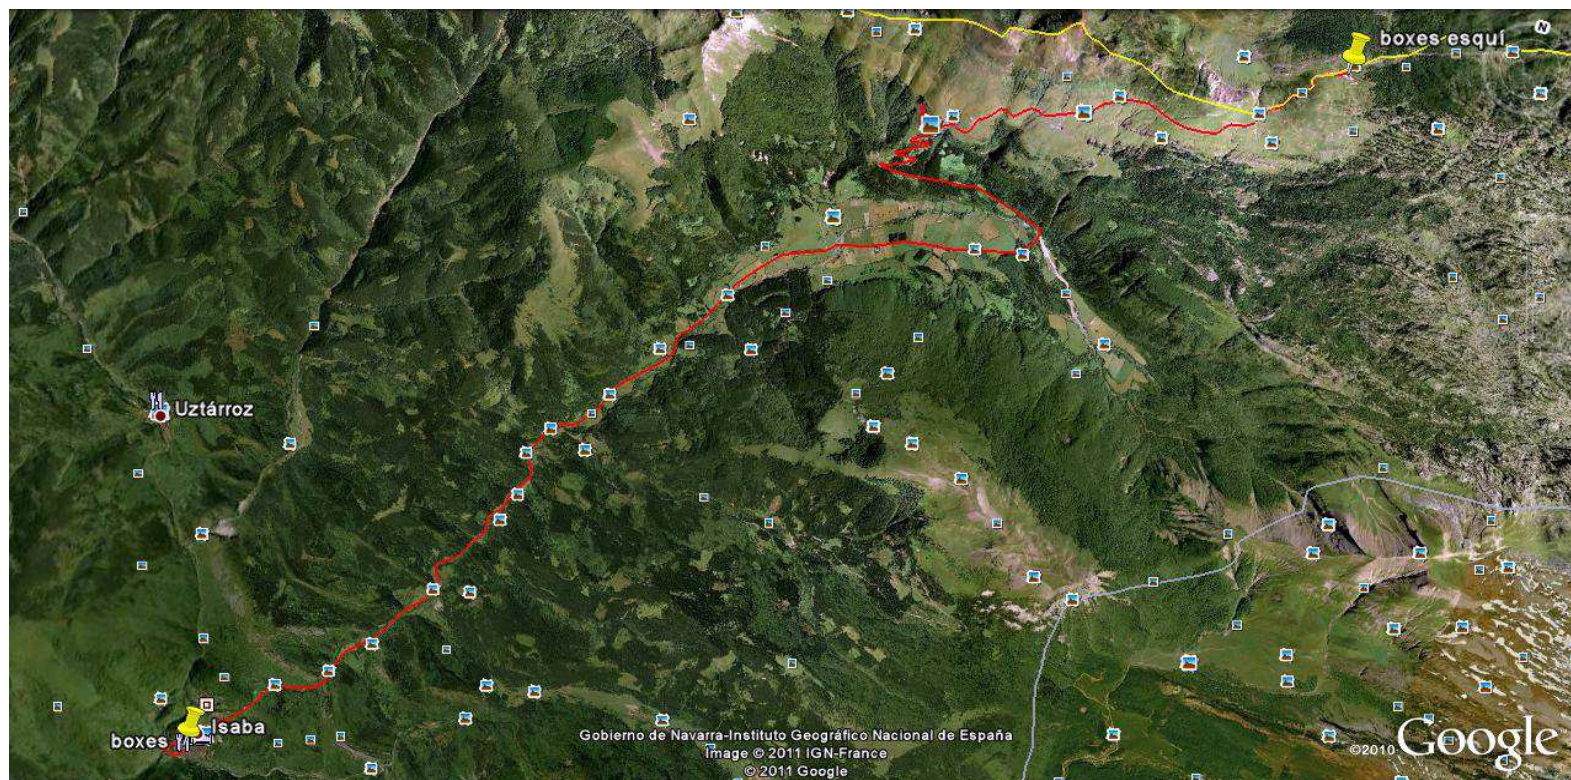 N
boxes esquí
Uztárroz
Isaba
boxes
Gobierno de Navarra-Instituto Geográfico Nacional de España
Image © 2011 IGN-France
© 2011 Google
©2010 Google